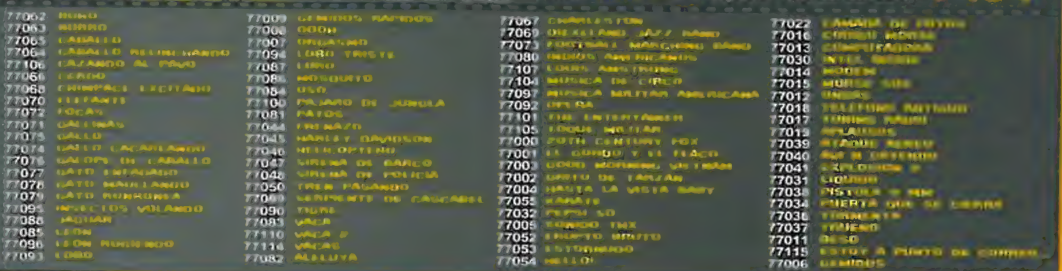 77062 BUHO
77063 BURRO
77065 CABALLO
77064 CABALLO RELINCHANDO
77106 CAZANDO AL PAVO
77066 CERDO
77068 CHIMPACE EXCITADO
77070 ELEFANTE
77072 FOCAS
77071 GALLINAS
77075 GALLO
77074 GALLO CACAREANDO
77076 GALOPE DE CABALLO
77077 GATO ENFADADO
77078 GATO MAULLANDO
77079 GATO RONRONEA
77095 INSECTOS VOLANDO
77088 JAGUAR
77085 LEON
77096 LEON RUGIENDO
77093 LOBO
77009 GEMIDOS RAPIDOS
77008 OOOH
77007 ORGASMO
77094 LOBO TRISTE
77087 LORO
77086 MOSQUITO
77084 OSO
77100 PAJARO DE JUNGLA
77081 PATOS
77044 FRENAZO
77045 HARLEY DAVIDSON
77046 HELICOPTERO
77047 SIRENA DE BARCO
77048 SIRENA DE POLICIA
77050 TREN PASANDO
77089 SERPIENTE DE CASCABEL
77090 TIGRE
77083 VACA
77110 VACA 2
77114 VACAS
77082 ALELUYA
77067 CHARLESTON
77069 DIXIELAND JAZZ BAND
77073 FOOTBALL MARCHING BAND
77080 INDIOS AMERICANOS
77107 LOUIS AMSTRONG
77104 MUSICA DE CIRCO
77097 MUSICA MILITAR AMERICANA
77092 OPERA
77101 THE ENTERTAINER
77105 TOQUE MILITAR
77000 20TH CENTURY FOX
77001 EL GORDO Y EL FLACO
77003 GOOD MORNING VIETNAM
77002 GRITO DE TARZAN
77004 HASTA LA VISTA BABY
77055 KARATE
77032 PEPSI SD
77005 SONIDO THX
77052 ERUPTO BRUTO
77053 ESTORNUDO
77054 HELLO!
77022 CAMARA DE FOTOS
77016 CODIGO MORSE
77013 COMPUTADORA
77030 INTEL INSIDE
77014 MODEM
77015 MORSE SOS
77012 ONDAS
77018 TELEFONO ANTIGUO
77017 TUNING RADIO
77019 APLAUSOS
77039 ATAQUE AEREO
77040
77041 EXPLOSION 2
77031 LIQUIDO
77038 PISTOLA 9 MM
77034 PUERTA QUE SE CIERRA
77036 TORMENTA
77037 TRUENO
77011 BESO
77115 ESTOY A PUNTO DE CORRER
77006 GEMIDOS